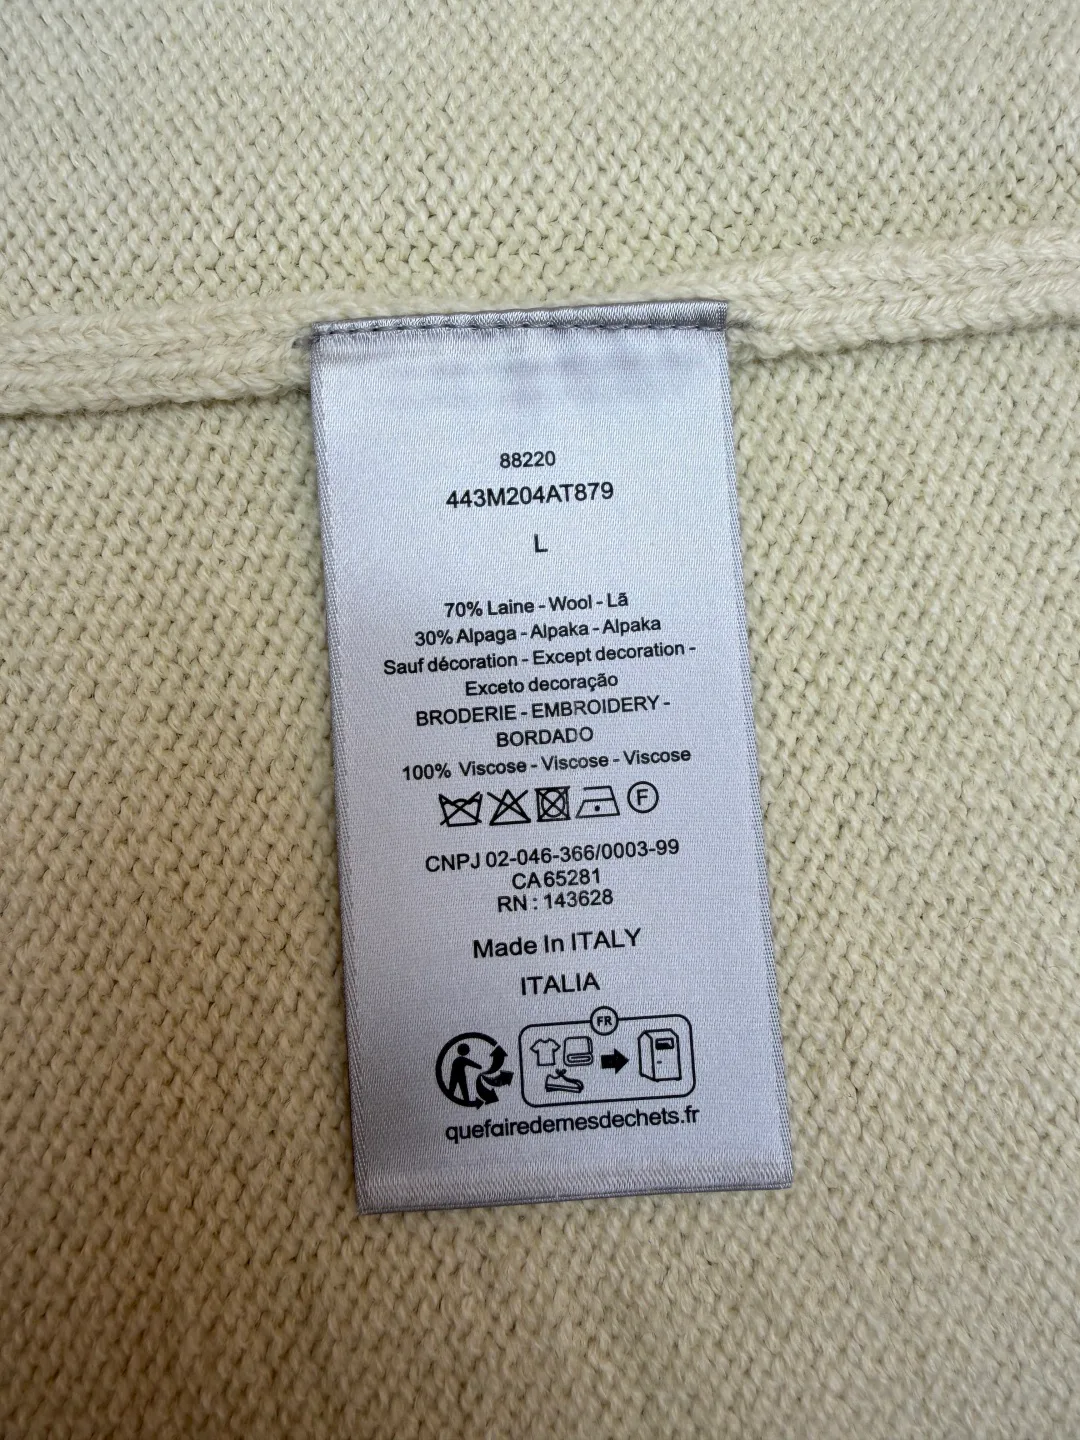 88220
443M204AT879
L
70% Laine - Wool - Lã
30% Alpaga - Alpaka - Alpaka
Sauf décoration - Except decoration -
Exceto decoração
BRODERIE - EMBROIDERY -
BORDADO
100% Viscose - Viscose - Viscose
F
CNPJ 02-046-366/0003-99
CA 65281
RN : 143628
Made In ITALY
ITALIA
FR
quefairedemesdechets.fr